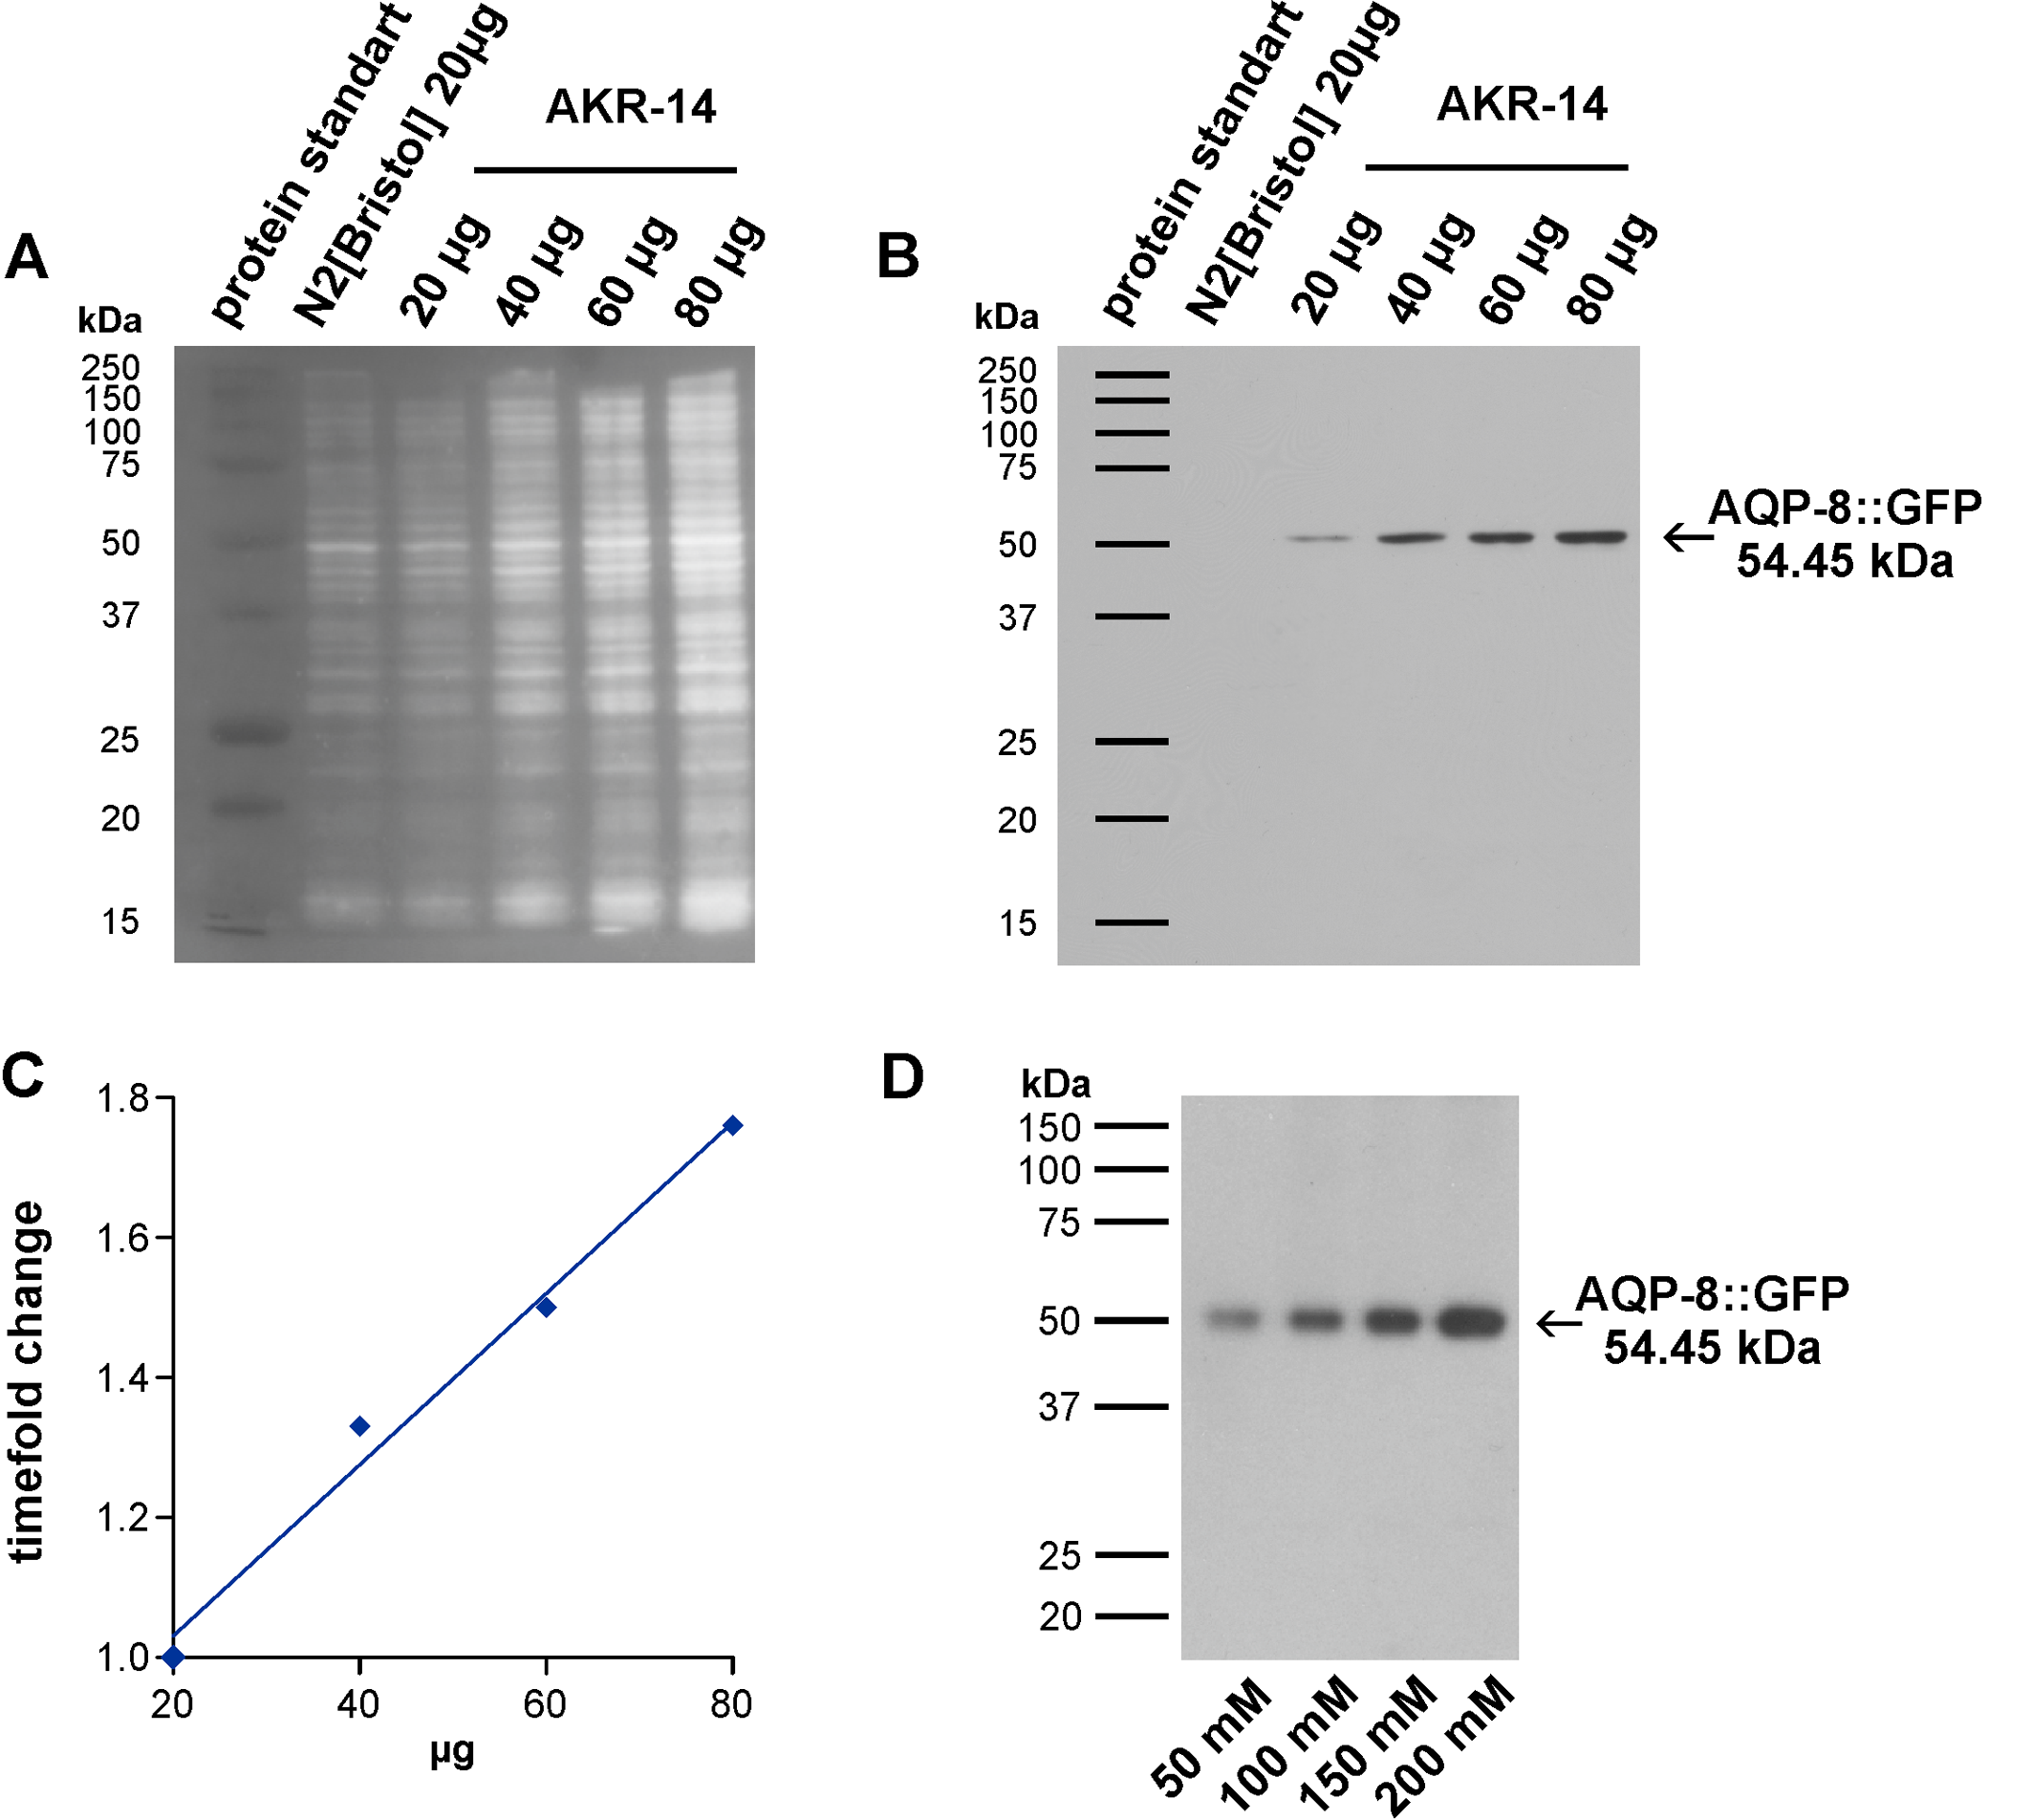 A
protein standart
N2[Bristol] 20µg
AKR-14
20 µg
40 µg
60 µg
80 µg
kDa
250
150
100
75
50
37
25
20
15
B
protein standart
N2[Bristol] 20µg
AKR-14
20 µg
40 µg
60 µg
80 µg
kDa
250
150
100
75
50
37
25
20
15
AQP-8::GFP
54.45 kDa
C
timefold change
1.8
1.6
1.4
1.2
1.0
20
40
60
80
µg
D
kDa
150
100
75
50
37
25
20
AQP-8::GFP
54.45 kDa
50 mM
100 mM
150 mM
200 mM